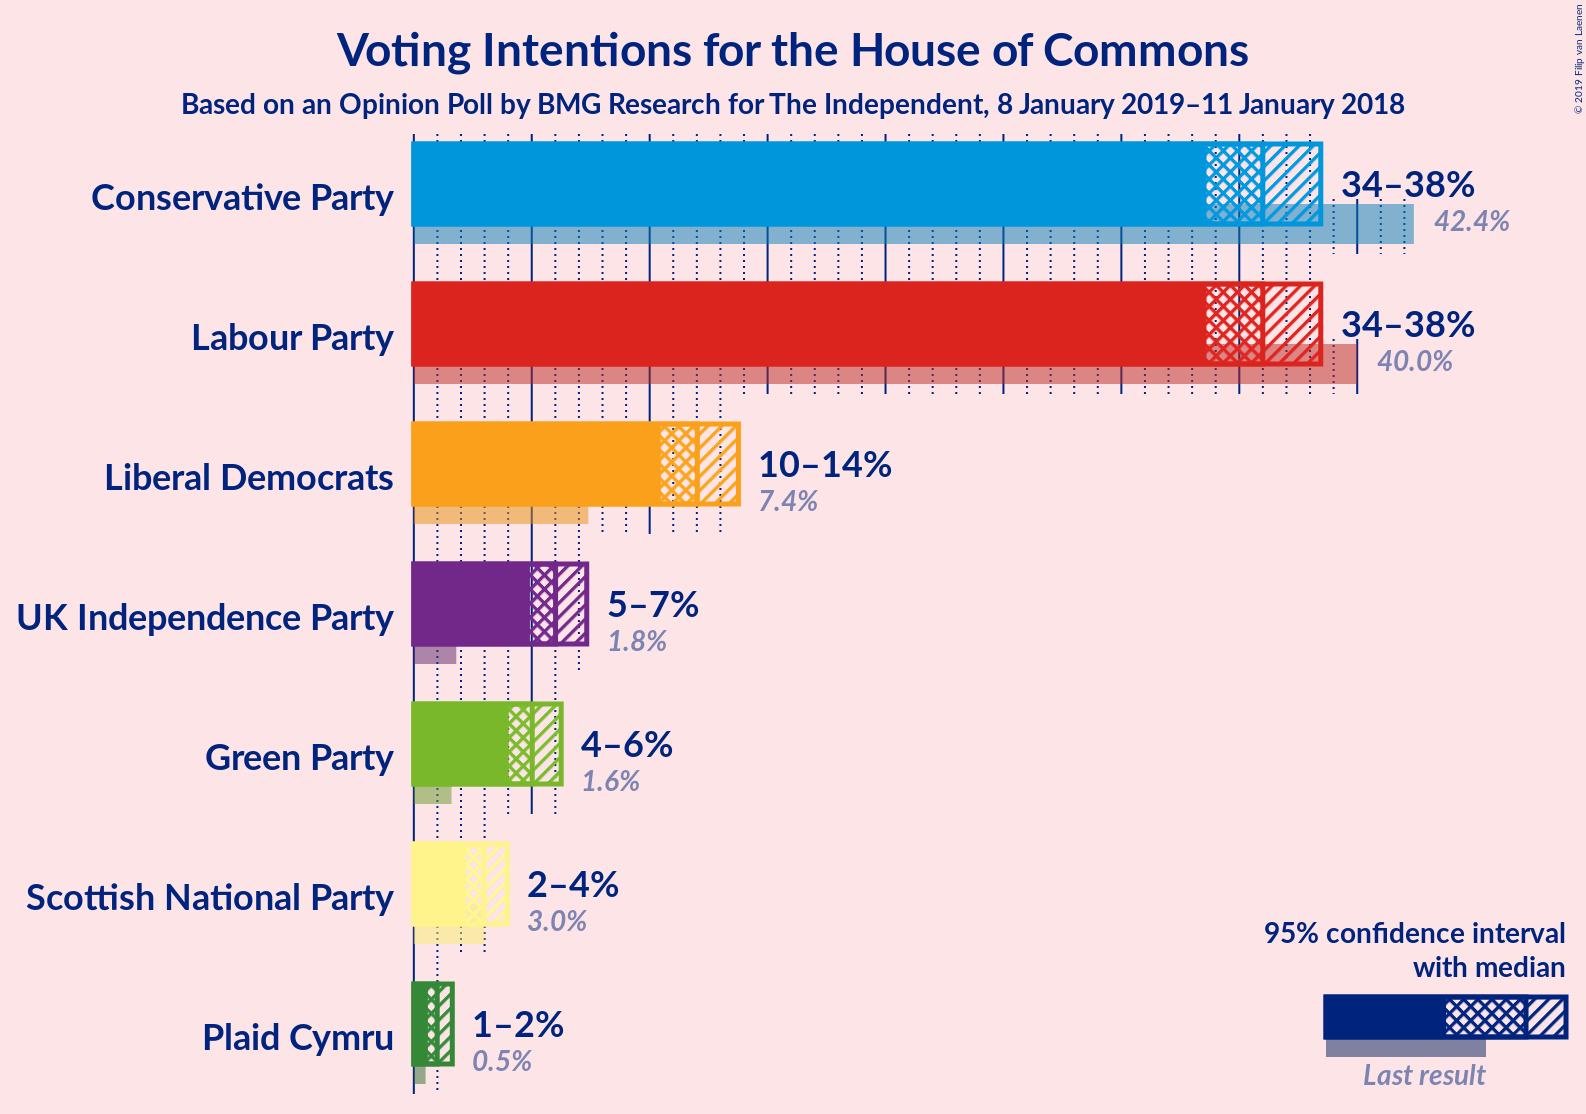 Voting Intentions for the House of Commons
Based on an Opinion Poll by BMG Research for The Independent, 8 January 2019–11 January 2018
© 2019 Filip van Laenen
Conservative Party
34–38%
42.4%
Labour Party
34–38%
40.0%
Liberal Democrats
10–14%
7.4%
UK Independence Party
5–7%
1.8%
Green Party
4–6%
1.6%
Scottish National Party
2–4%
3.0%
Plaid Cymru
1–2%
0.5%
95% confidence interval
with median
Last result